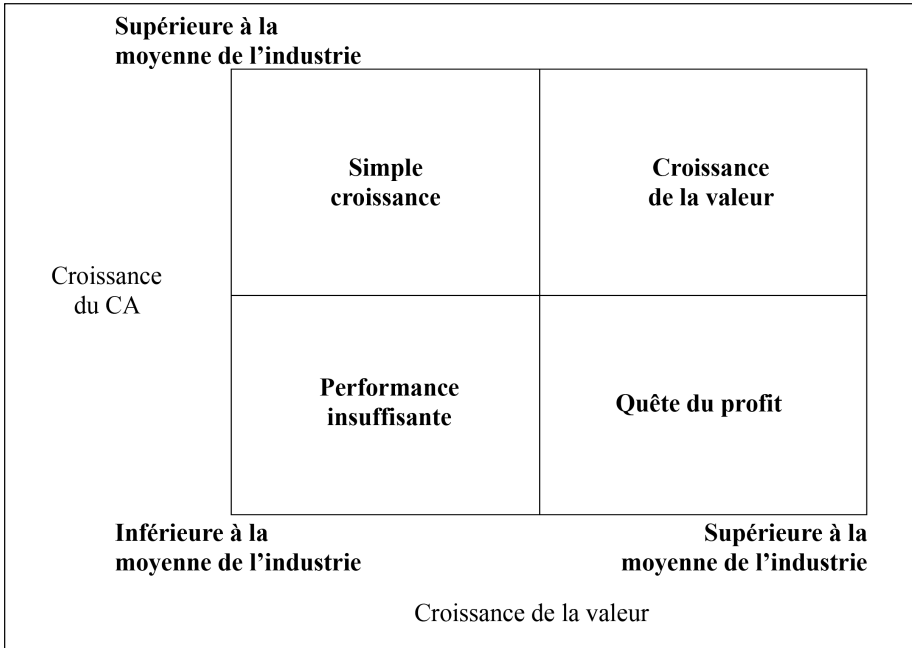 Supérieure à la
moyenne de l’industrie
Simple
croissance
Croissance
de la valeur
Croissance
du CA
Performance
insuffisante
Quête du profit
Inférieure à la
moyenne de l’industrie
Supérieure à la
moyenne de l’industrie
Croissance de la valeur